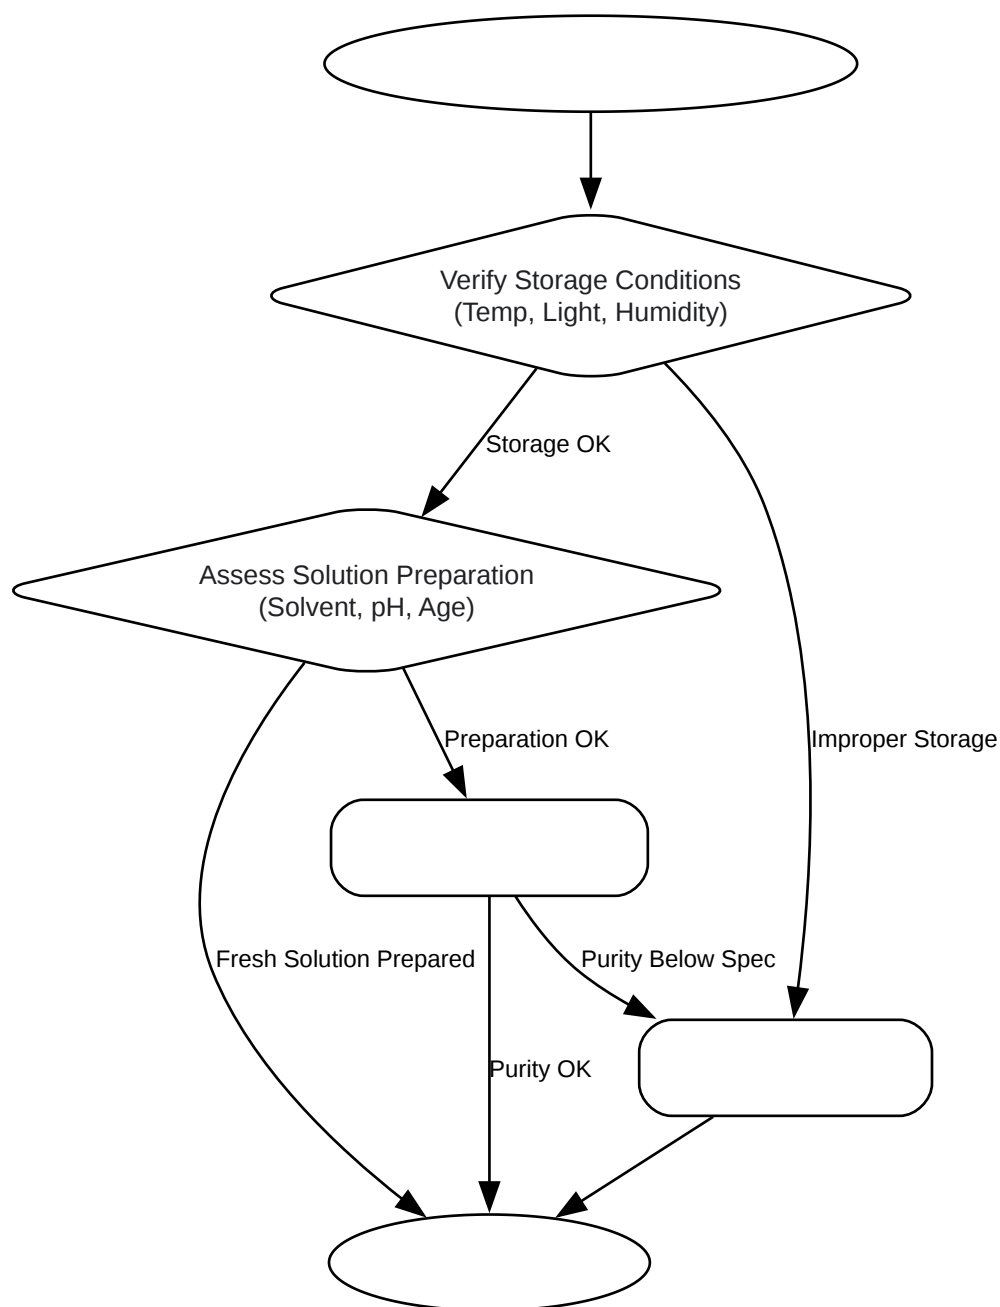 Verify Storage Conditions
(Temp, Light, Humidity)
Storage OK
Assess Solution Preparation
(Solvent, pH, Age)
Preparation OK
Improper Storage
Fresh Solution Prepared
Purity Below Spec
Purity OK